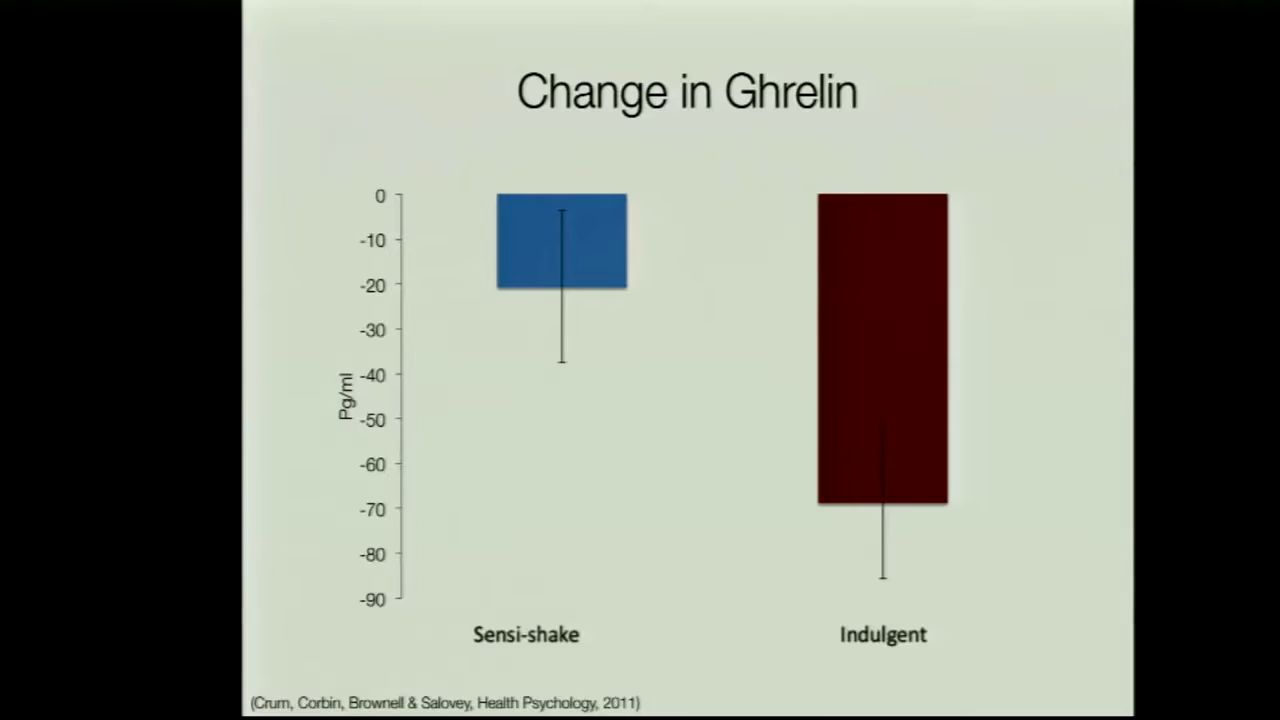 Change in Ghrelin
0
-10
-20
-30
-40
-50
-60
-70
-80
-90
Pg/ml
Sensi-shake
Indulgent
(Crum, Corbin, Brownell & Salovey, Health Psychology, 2011)